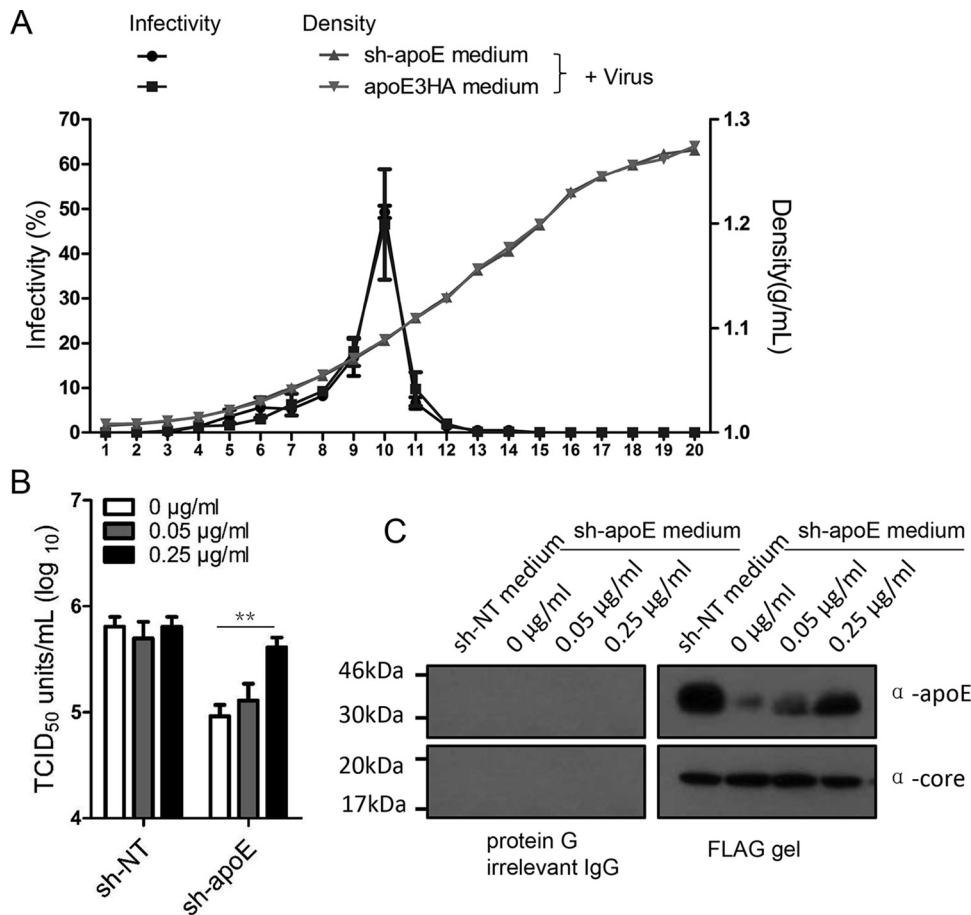 A
Infectivity
Density
sh-apoE medium
apoE3HA medium
+ Virus
Infectivity (%)
70
60
50
40
30
20
10
0
1.3
1.2
1.1
1.0
Density(g/mL)
1 2 3 4 5 6 7 8 9 10 11 12 13 14 15 16 17 18 19 20
B
TCID50 units/mL (log 10)
7
6
5
4
0 µg/ml
0.05 µg/ml
0.25 µg/ml
**
sh-NT
sh-apoE
C
sh-NT medium
sh-apoE medium
0 µg/ml
0.05 µg/ml
0.25 µg/ml
sh-NT medium
sh-apoE medium
0 µg/ml
0.05 µg/ml
0.25 µg/ml
46kDa
30kDa
20kDa
17kDa
α-apoE
α-core
protein G
irrelevant IgG
FLAG gel